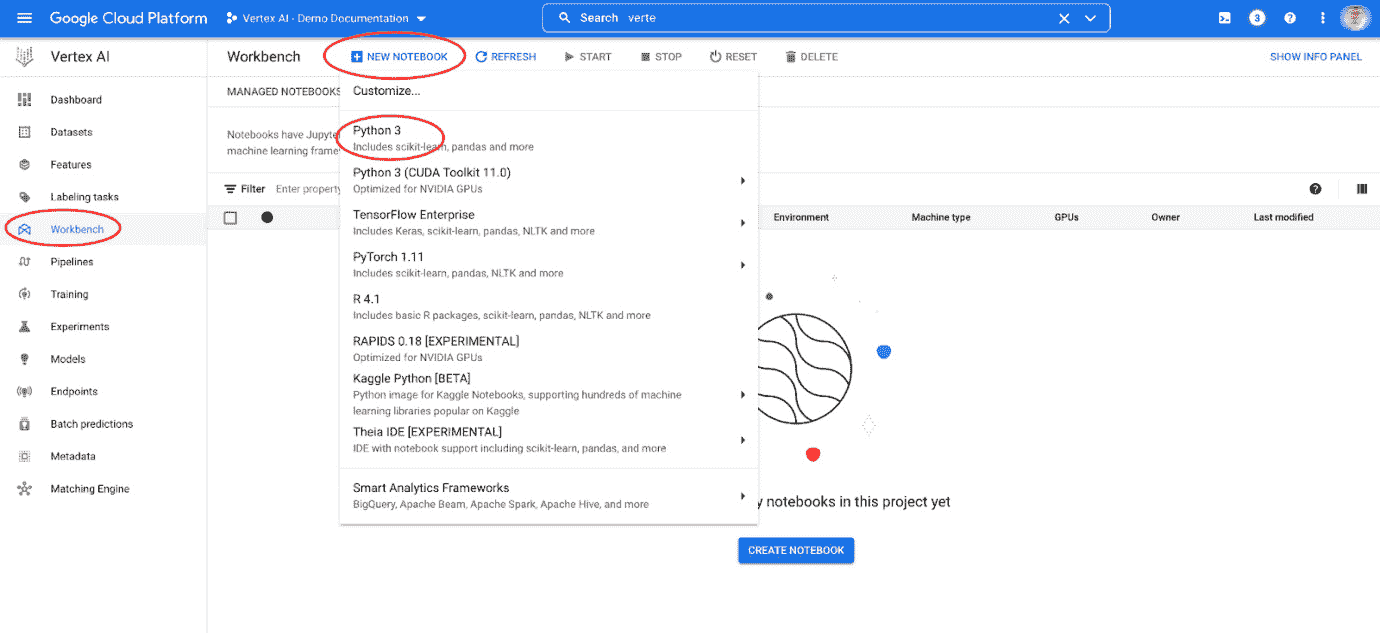 Google Cloud Platform
Vertex AI - Demo Documentation
Search verte
3
Vertex AI
Workbench
NEW NOTEBOOK
REFRESH
START
STOP
RESET
DELETE
SHOW INFO PANEL
Dashboard
Datasets
Features
Labeling tasks
Workbench
Pipelines
Training
Experiments
Models
Endpoints
Batch predictions
Metadata
Matching Engine
MANAGED NOTEBOOKS
Notebooks have Jupyte
machine learning frame
Filter Enter property
Customize...
Python 3
Includes scikit-learn, pandas and more
Python 3 (CUDA Toolkit 11.0)
Optimized for NVIDIA GPUs
TensorFlow Enterprise
Includes Keras, scikit-learn, pandas, NLTK and more
PyTorch 1.11
Includes scikit-learn, pandas, NLTK and more
R 4.1
Includes basic R packages, scikit-learn, pandas, NLTK and more
RAPIDS 0.18 [EXPERIMENTAL]
Optimized for NVIDIA GPUs
Kaggle Python [BETA]
Python image for Kaggle Notebooks, supporting hundreds of machine
learning libraries popular on Kaggle
Theia IDE [EXPERIMENTAL]
IDE with notebook support including scikit-learn, pandas, and more
Smart Analytics Frameworks
BigQuery, Apache Beam, Apache Spark, Apache Hive, and more
Environment
Machine type
GPUs
Owner
Last modified
y notebooks in this project yet
CREATE NOTEBOOK